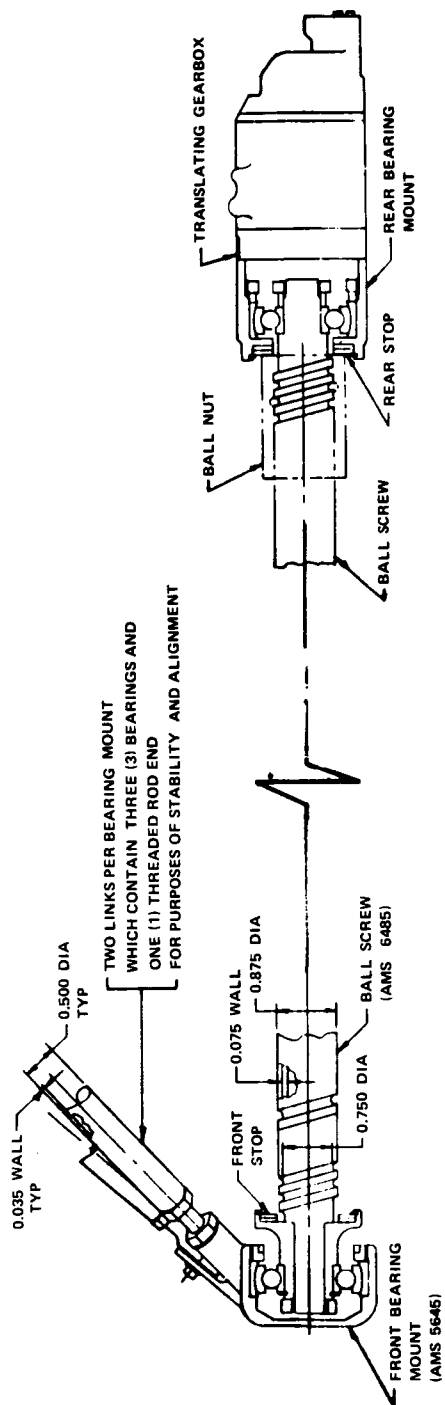 0.035 WALL
TYP
0.500 DIA
TYP
TWO LINKS PER BEARING MOUNT
WHICH CONTAIN THREE (3) BEARINGS AND
ONE (1) THREADED ROD END
FOR PURPOSES OF STABILITY AND ALIGNMENT
FRONT
STOP
0.075 WALL
0.875 DIA
BALL NUT
TRANSLATING GEARBOX
FRONT BEARING
MOUNT
(AMS 5645)
0.750 DIA
BALL SCREW
(AMS 6485)
BALL SCREW
REAR STOP
REAR BEARING
MOUNT